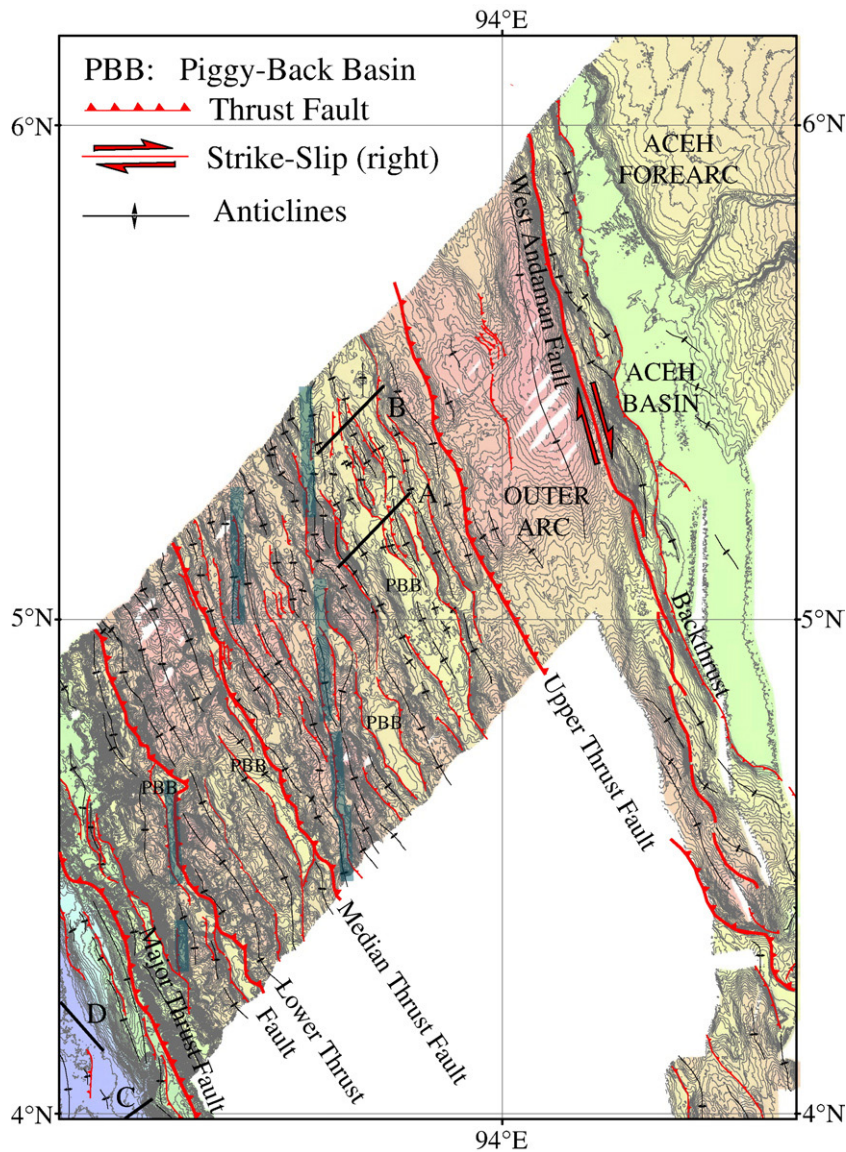 94°E
PBB: Piggy-Back Basin
Thrust Fault
Strike-Slip (right)
Anticlines
6°N
6°N
ACEH
FOREARC
West Andaman Fault
ACEH
BASIN
B
A
OUTER
ARC
PBB
5°N
5°N
Backthrust
Upper Thrust Fault
PBB
PBB
PBB
Median Thrust Fault
Lower Thrust
Fault
Major Thrust Fault
D
C
4°N
4°N
94°E